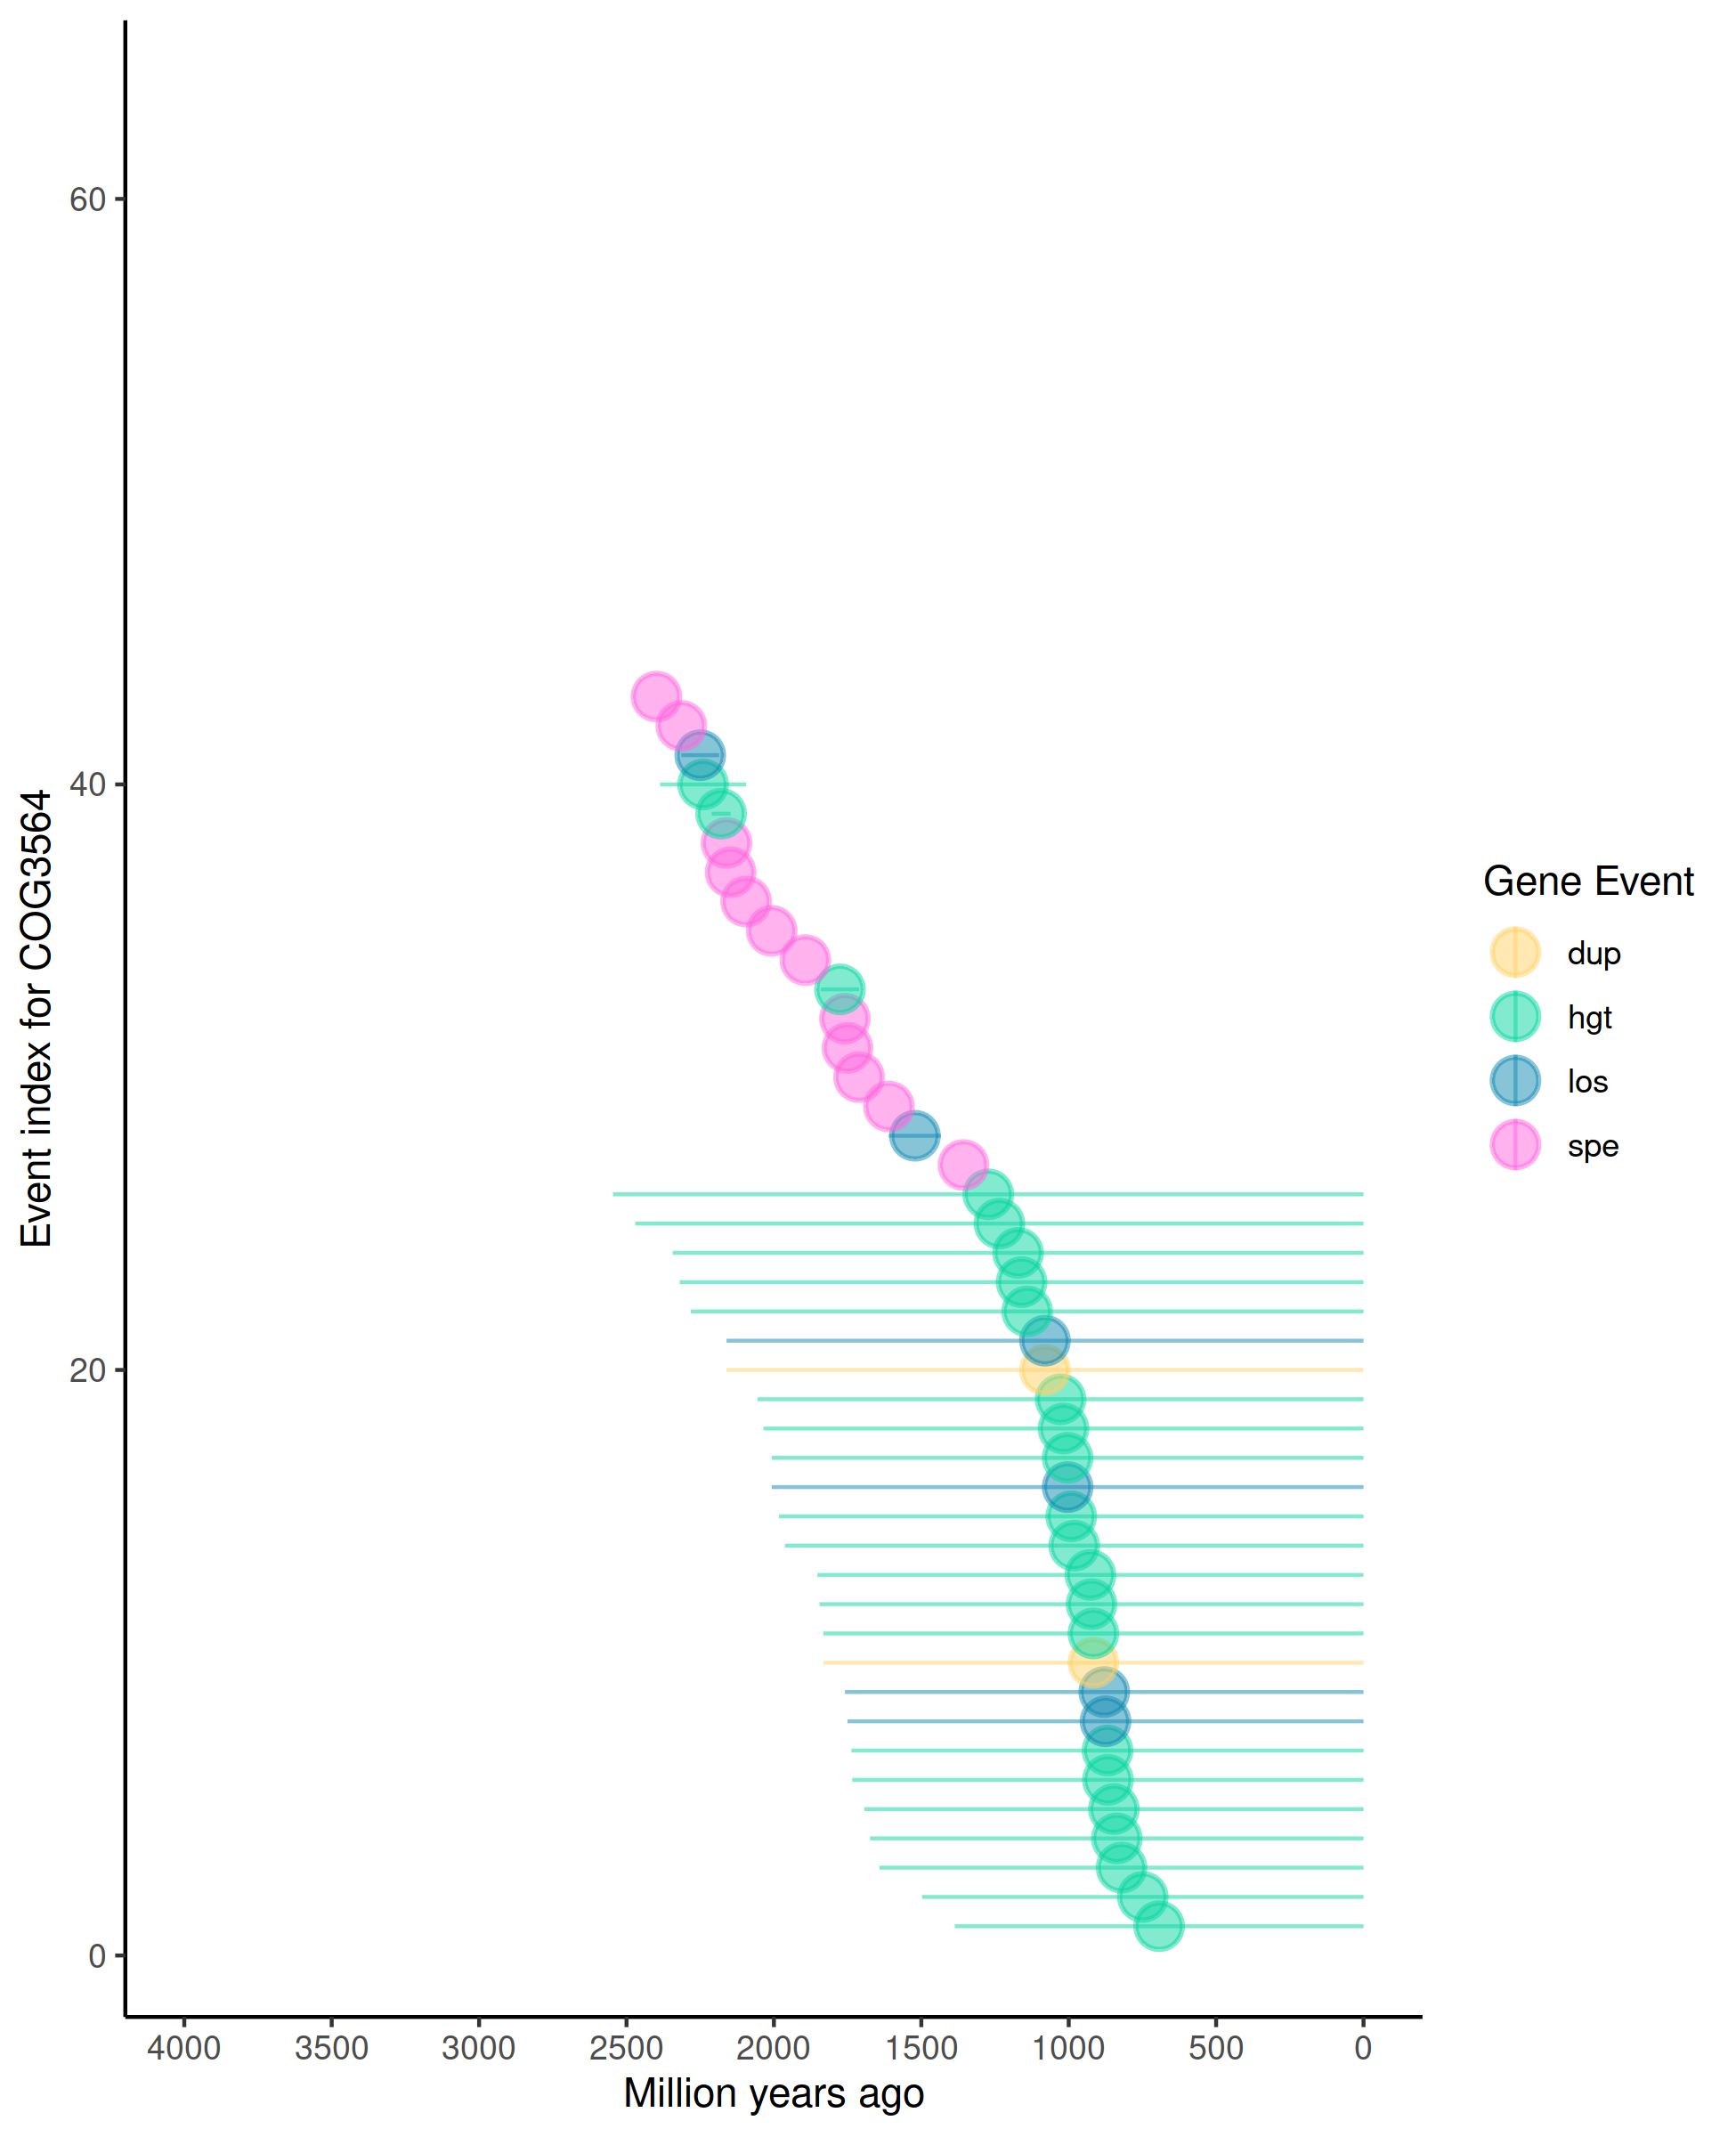 60
40
20
0
Event index for COG3564
4000 3500 3000 2500 2000 1500 1000 500 0
Million years ago
Gene Event
dup
hgt
los
spe